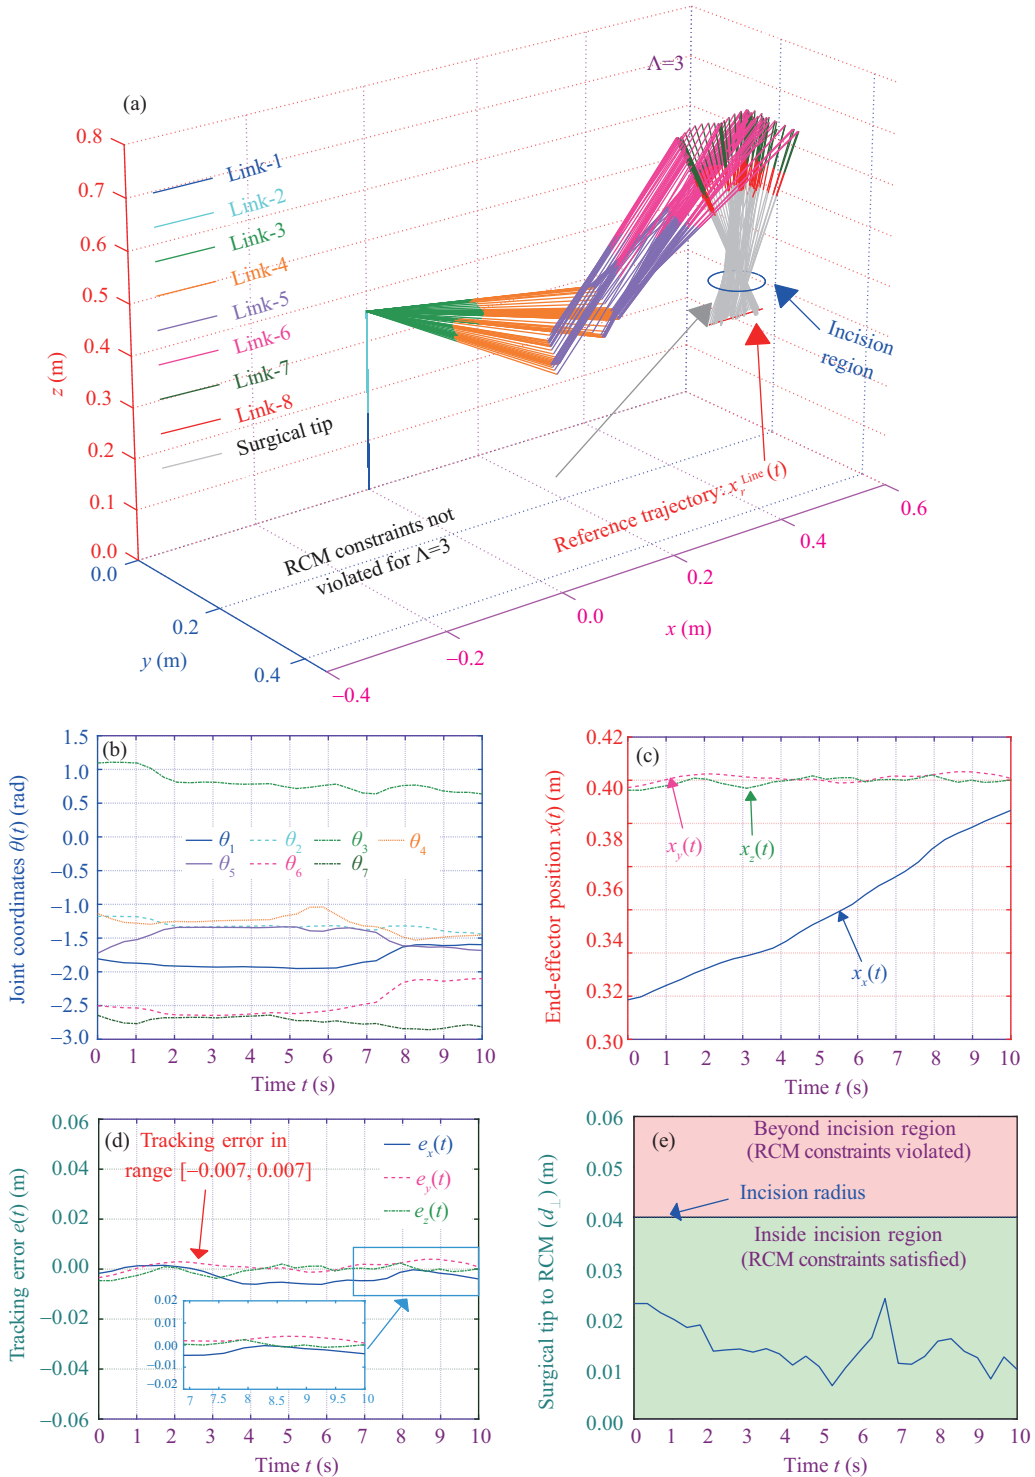 (a)
Λ=3
0.8
0.7
0.6
0.5
0.4
0.3
0.2
0.1
0.0
z (m)
Link-1
Link-2
Link-3
Link-4
Link-5
Link-6
Link-7
Link-8
Surgical tip
Incision
region
RCM constraints not
violated for Λ=3
Reference trajectory: x_r^Line(t)
0.0
0.2
0.4
y (m)
−0.4
−0.2
0.0
0.2
0.4
0.6
x (m)
(b)
Joint coordinates θ(t) (rad)
1.5
1.0
0.5
0.0
−0.5
−1.0
−1.5
−2.0
−2.5
−3.0
θ₁ θ₂ θ₃ θ₄
θ₅ θ₆ θ₇
0 1 2 3 4 5 6 7 8 9 10
Time t (s)
(c)
End-effector position x(t) (m)
0.42
0.40
0.38
0.36
0.34
0.32
0.30
x_y(t)
x_z(t)
x_x(t)
0 1 2 3 4 5 6 7 8 9 10
Time t (s)
(d)
Tracking error e(t) (m)
0.06
0.04
0.02
0.00
−0.02
−0.04
−0.06
Tracking error in
range [−0.007, 0.007]
e_x(t)
e_y(t)
e_z(t)
0.02
0.01
0.00
−0.01
−0.02
7 7.5 8 8.5 9 9.5 10
0 1 2 3 4 5 6 7 8 9 10
Time t (s)
(e)
Surgical tip to RCM (d_⊥) (m)
0.06
0.05
0.04
0.03
0.02
0.01
0.00
Beyond incision region
(RCM constraints violated)
Incision radius
Inside incision region
(RCM constraints satisfied)
0 1 2 3 4 5 6 7 8 9 10
Time t (s)